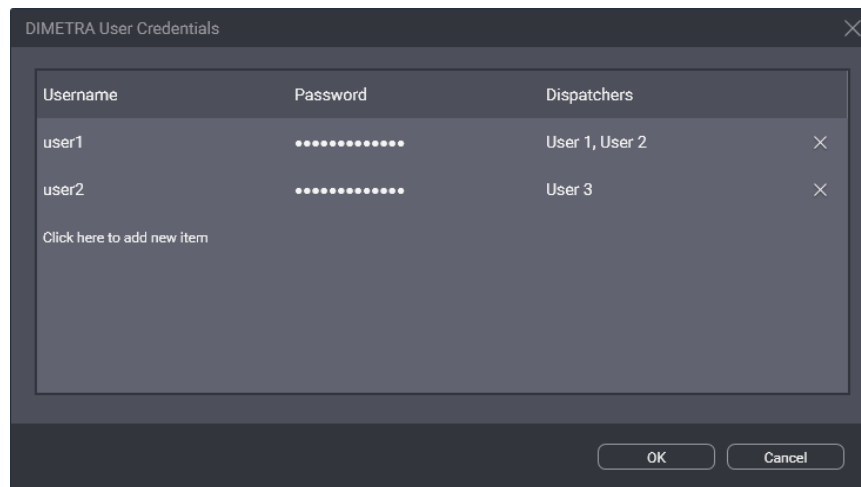 DIMETRA User Credentials
Username Password Dispatchers
user1 ••••••••••••• User 1, User 2
user2 ••••••••••••• User 3
Click here to add new item
OK Cancel